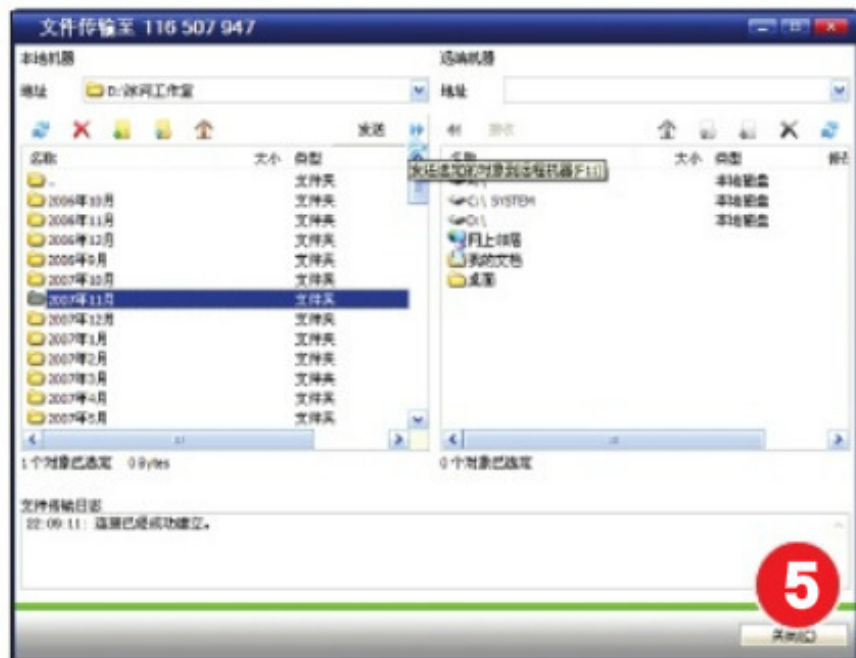 文件传输至 116 507 947
本地机器
远端机器
地址 D:\冰河工作室
地址
发送
接收
名称 大小 类型
名称 大小 类型 修
发送选定的对象到远程机器(F11)
.. 文件夹
2006年10月 文件夹
2006年11月 文件夹
2006年12月 文件夹
2006年9月 文件夹
2007年10月 文件夹
2007年11月 文件夹
2007年12月 文件夹
2007年1月 文件夹
2007年2月 文件夹
2007年3月 文件夹
2007年4月 文件夹
2007年5月 文件夹
本地磁盘
C:\ SYSTEM 本地磁盘
D:\ 本地磁盘
网上邻居
我的文档
桌面
1个对象已选定 0 Bytes
0个对象已选定
文件传输日志
22:09:11: 连接已经成功建立。
5
关闭(C)